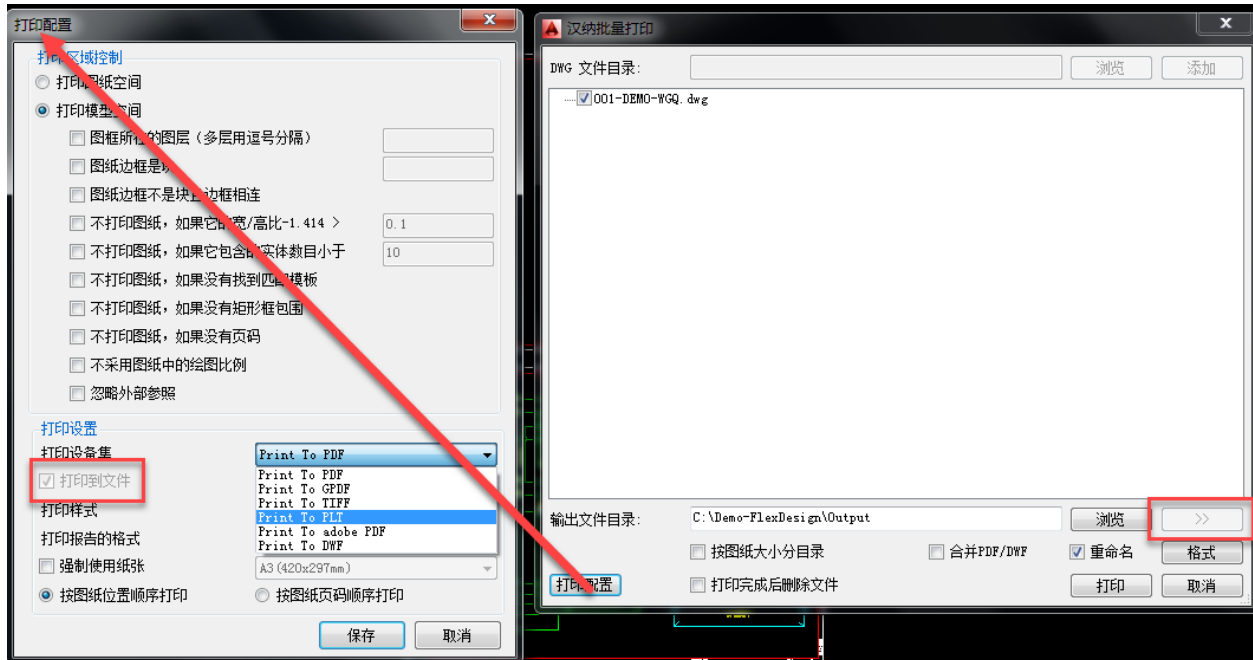 打印配置
打印区域控制
打印图纸空间
打印模型空间
图框所在的图层（多层用逗号分隔）
图纸边框是块
图纸边框不是块且边框相连
不打印图纸，如果它的宽/高比-1.414 >
0.1
不打印图纸，如果它包含的实体数目小于
10
不打印图纸，如果没有找到匹配模板
不打印图纸，如果没有矩形框包围
不打印图纸，如果没有页码
不采用图纸中的绘图比例
忽略外部参照
打印设置
打印设备集
Print To PDF
打印到文件
Print To PDF
Print To GPDF
Print To TIFF
Print To PLT
Print To adobe PDF
Print To DWF
打印样式
打印报告的格式
强制使用纸张
A3 (420x297mm)
按图纸位置顺序打印
按图纸页码顺序打印
保存
取消
汉纳批量打印
DWG 文件目录:
浏览
添加
001-DEMO-WGQ.dwg
输出文件目录:
C:\Demo-FlexDesign\Output
浏览
>>
按图纸大小分目录
合并PDF/DWF
重命名
格式
打印配置
打印完成后删除文件
打印
取消